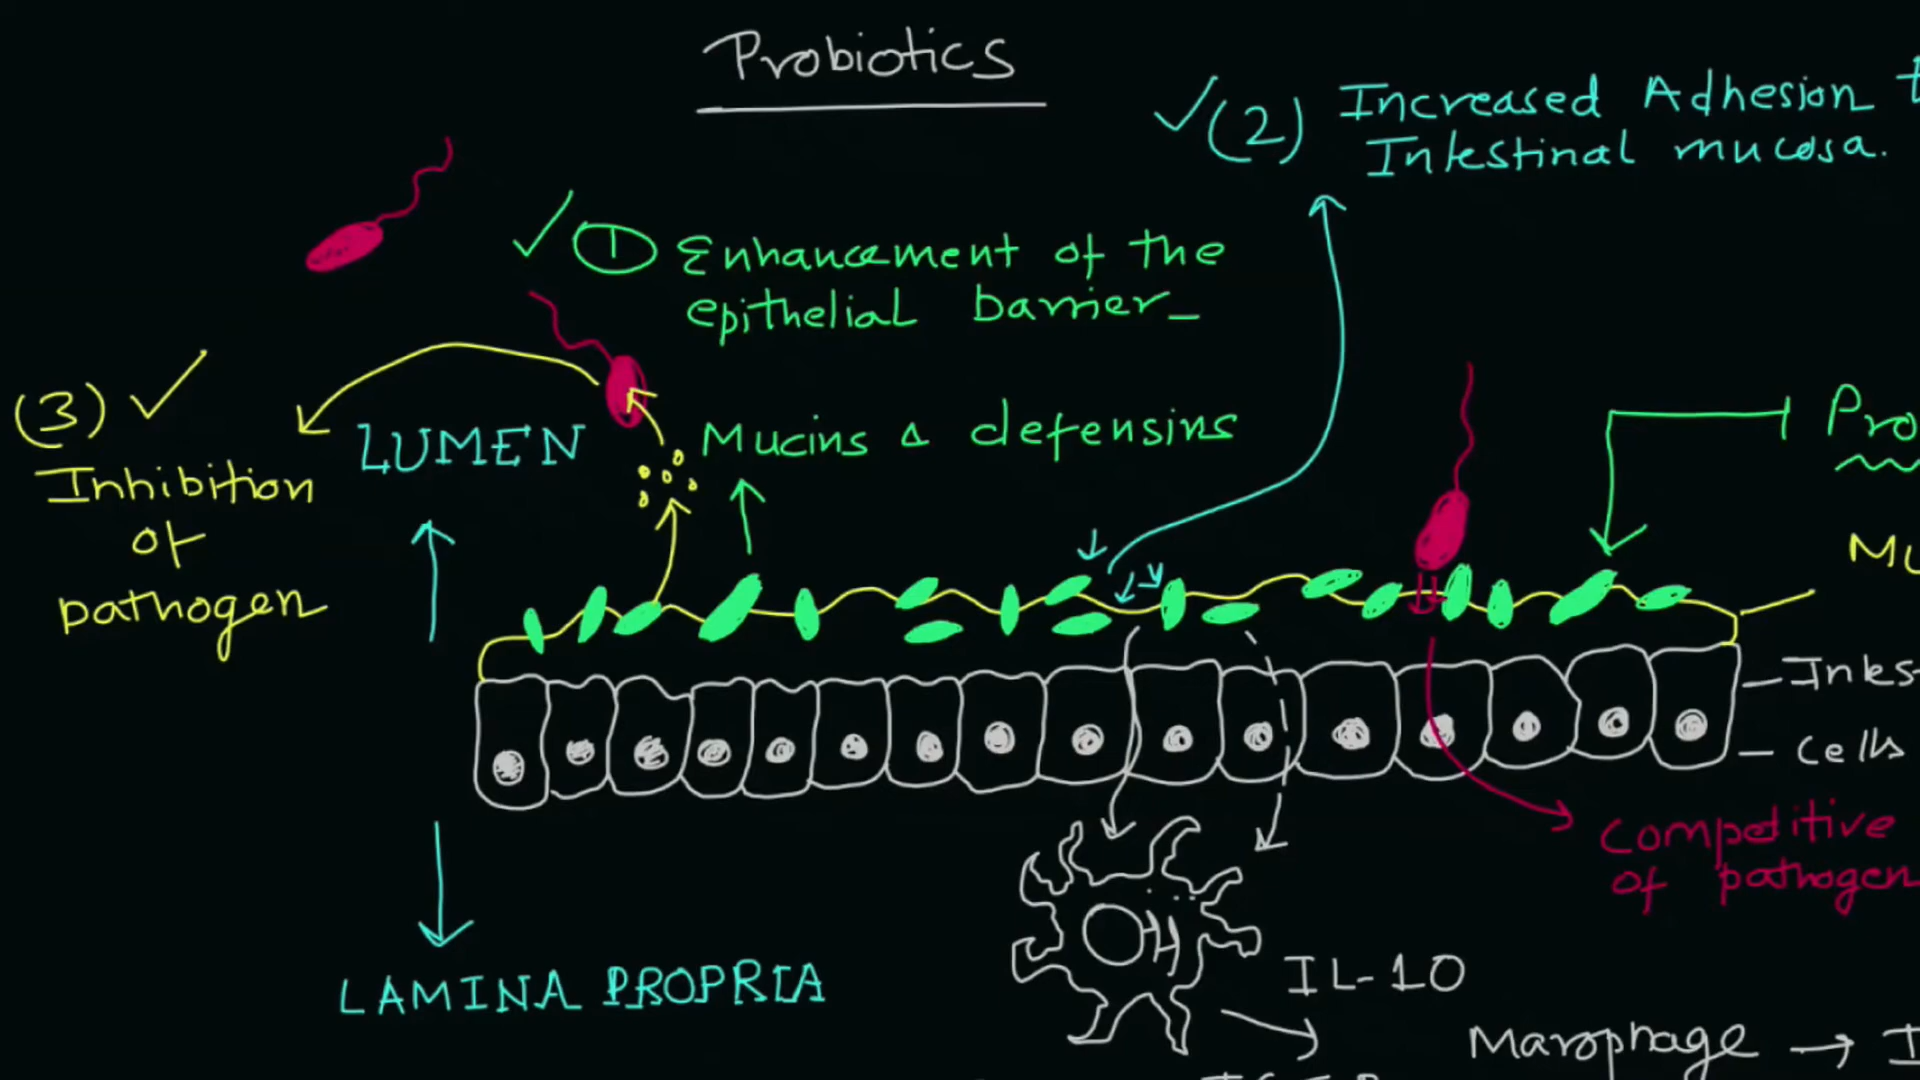 Probiotics
(2) Increased Adhesion t
Intestinal mucosa.
① Enhancement of the
epithelial barrier
(3)
Inhibition
of
pathogen
LUMEN
Mucins & defensins
Pro
Mu
Intes
cells
Competitive
of pathogen
LAMINA PROPRIA
IL-10
Marophage → I